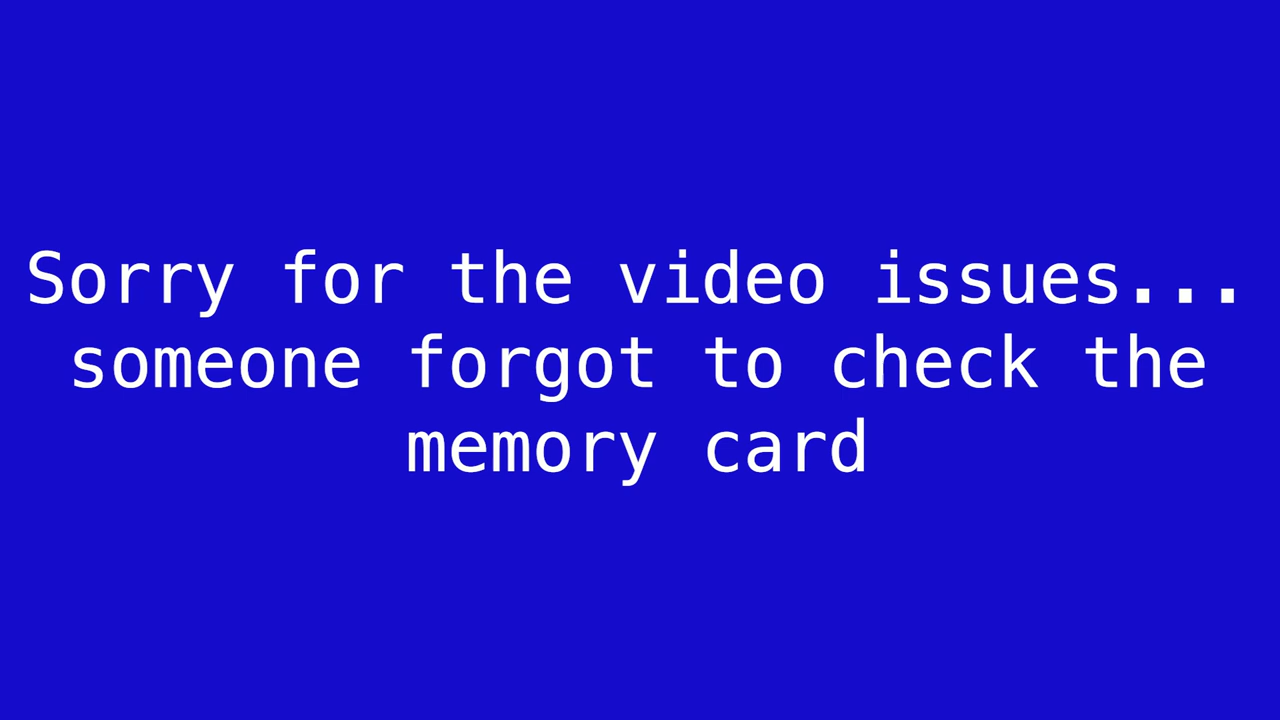 Sorry for the video issues...
someone forgot to check the
memory card